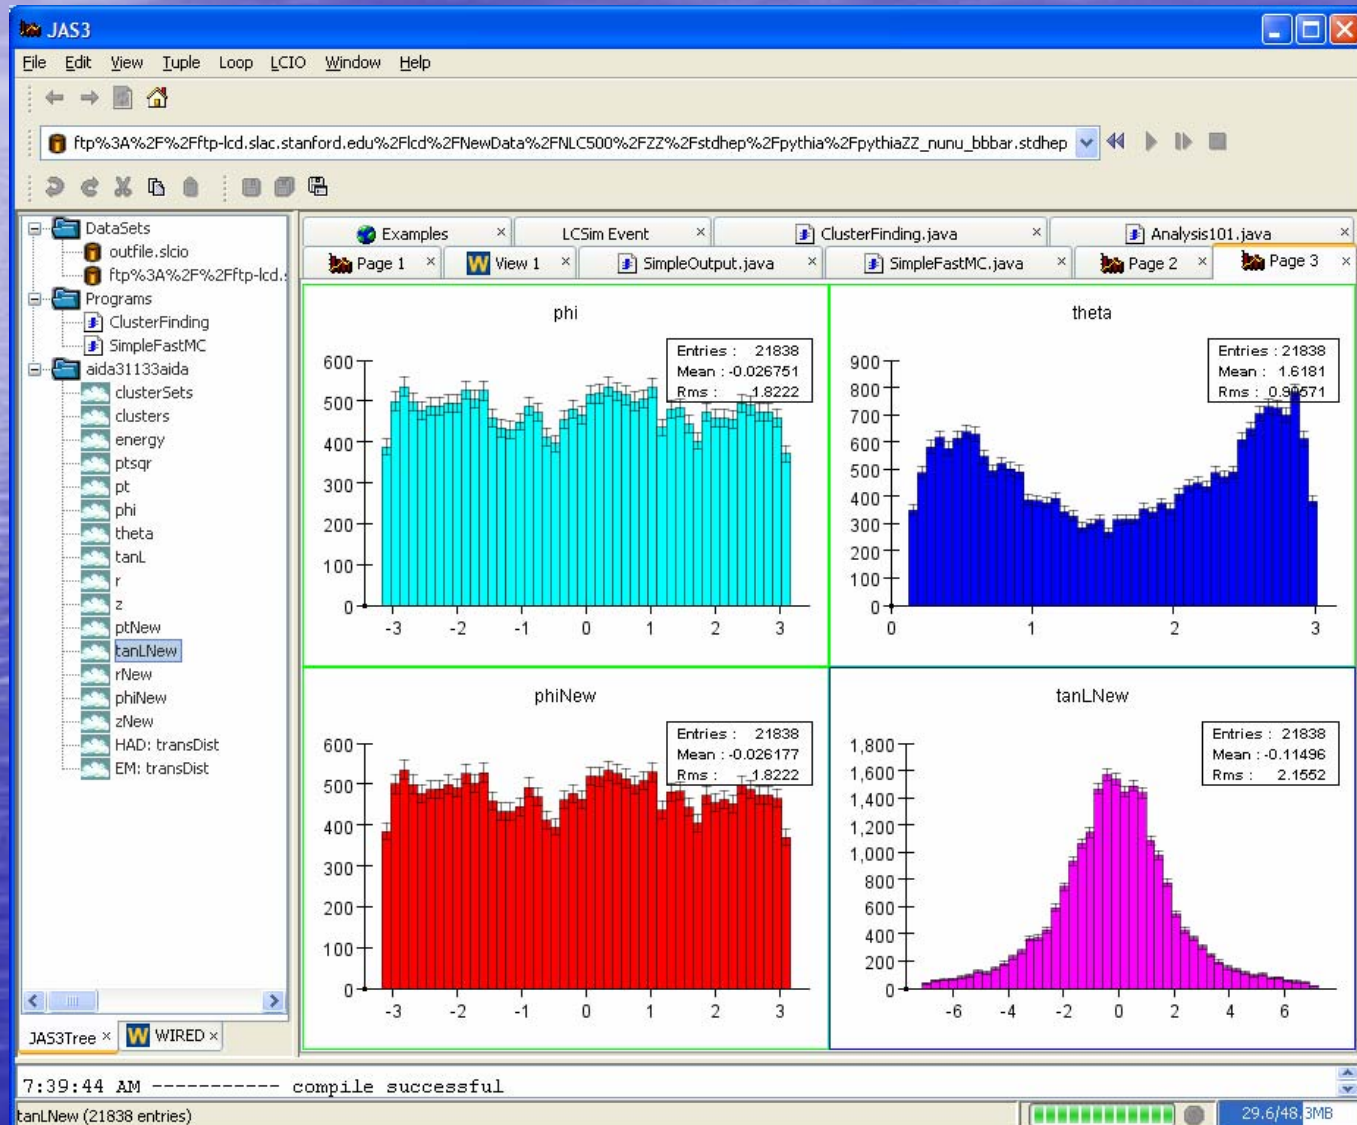 JAS3
File Edit View Tuple Loop LCIO Window Help
ftp%3A%2F%2Fftp-lcd.slac.stanford.edu%2Flcd%2FNewData%2FNLC500%2FZZ%2Fstdhep%2Fpythia%2FpythiaZZ_nunu_bbbar.stdhep
DataSets
outfile.slcio
ftp%3A%2F%2Fftp-lcd.
Programs
ClusterFinding
SimpleFastMC
aida31133aida
clusterSets
clusters
energy
ptsqr
pt
phi
theta
tanL
r
z
ptNew
tanLNew
rNew
phiNew
zNew
HAD: transDist
EM: transDist
JAS3Tree × W WIRED ×
Examples × LCSim Event × ClusterFinding.java × Analysis101.java ×
Page 1 × W View 1 × SimpleOutput.java × SimpleFastMC.java × Page 2 × Page 3 ×
phi
Entries : 21838
Mean : -0.026751
Rms : 1.8222
600
500
400
300
200
100
0
-3 -2 -1 0 1 2 3
theta
Entries : 21838
Mean : 1.6181
Rms : 0.90571
900
800
700
600
500
400
300
200
100
0
0 1 2 3
phiNew
Entries : 21838
Mean : -0.026177
Rms : 1.8222
600
500
400
300
200
100
0
-3 -2 -1 0 1 2 3
tanLNew
Entries : 21838
Mean : -0.11496
Rms : 2.1552
1,800
1,600
1,400
1,200
1,000
800
600
400
200
0
-6 -4 -2 0 2 4 6
7:39:44 AM ----------- compile successful
tanLNew (21838 entries)
29.6/48.3MB